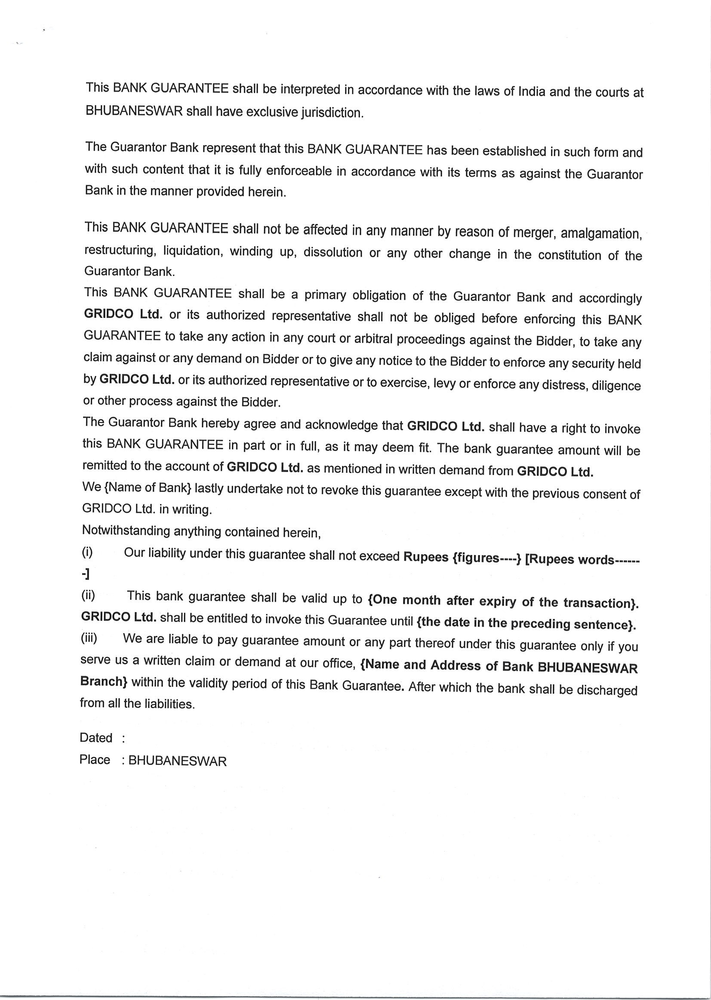 This BANK GUARANTEE shall be interpreted in accordance with the laws of India and the courts at
BHUBANESWAR shall have exclusive jurisdiction.
The Guarantor Bank represent that this BANK GUARANTEE has been established in such form and
with such content that it is fully enforceable in accordance with its terms as against the Guarantor
Bank in the manner provided herein.
This BANK GUARANTEE shall not be affected in any manner by reason of merger, amalgamation,
restructuring, liquidation, winding up, dissolution or any other change in the constitution of the
Guarantor Bank.
This BANK GUARANTEE shall be a primary obligation of the Guarantor Bank and accordingly
GRIDCO Ltd. or its authorized representative shall not be obliged before enforcing this BANK
GUARANTEE to take any action in any court or arbitral proceedings against the Bidder, to take any
claim against or any demand on Bidder or to give any notice to the Bidder to enforce any security held
by GRIDCO Ltd. or its authorized representative or to exercise, levy or enforce any distress, diligence
or other process against the Bidder.
The Guarantor Bank hereby agree and acknowledge that GRIDCO Ltd. shall have a right to invoke
this BANK GUARANTEE in part or in full, as it may deem fit. The bank guarantee amount will be
remitted to the account of GRIDCO Ltd. as mentioned in written demand from GRIDCO Ltd.
We {Name of Bank} lastly undertake not to revoke this guarantee except with the previous consent of
GRIDCO Ltd. in writing.
Notwithstanding anything contained herein,
(i) Our liability under this guarantee shall not exceed Rupees {figures----} [Rupees words------
-]
(ii) This bank guarantee shall be valid up to {One month after expiry of the transaction}.
GRIDCO Ltd. shall be entitled to invoke this Guarantee until {the date in the preceding sentence}.
(iii) We are liable to pay guarantee amount or any part thereof under this guarantee only if you
serve us a written claim or demand at our office, {Name and Address of Bank BHUBANESWAR
Branch} within the validity period of this Bank Guarantee. After which the bank shall be discharged
from all the liabilities.
Dated :
Place : BHUBANESWAR